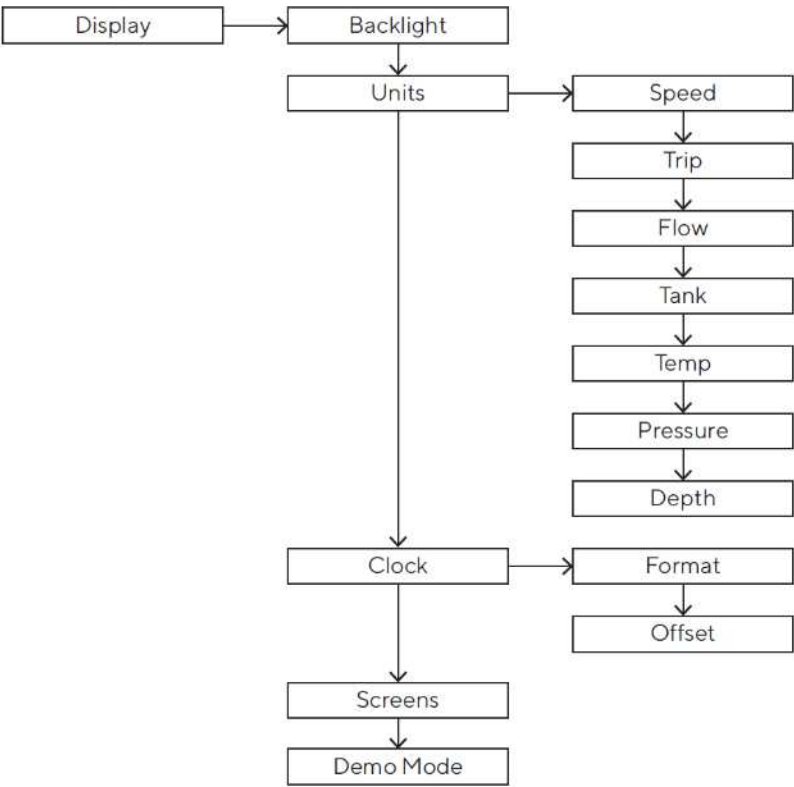 Display
Backlight
Units
Speed
Trip
Flow
Tank
Temp
Pressure
Depth
Clock
Format
Offset
Screens
Demo Mode